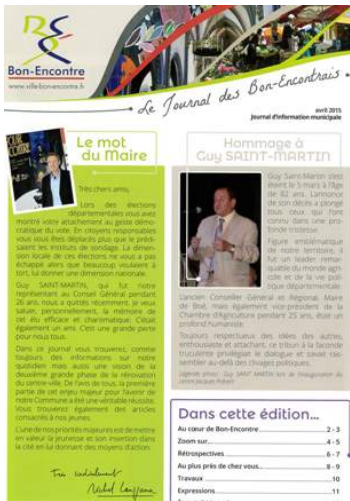 Bon-Encontre
www.ville-bon-encontre.fr
Le Journal des Bon-Encontrais
avril 2015
Journal d'information municipale
Le mot
du Maire
Très chers amis,
Lors des élections
départementales vous avez
montré votre attachement au geste démo-
cratique du vote. En citoyens responsables
vous vous êtes déplacés plus que le prédi-
saient les instituts de sondage. La dimen-
sion locale de ces élections ne vous a pas
échappé alors que beaucoup voulaient à
tort, lui donner une dimension nationale.
Guy SAINT-MARTIN, qui fut notre
représentant au Conseil Général pendant
26 ans, nous a quittés récemment. Je veux
saluer, personnellement, la mémoire de
cet élu efficace et charismatique. C'était
également un ami. C'est une grande perte
pour nous tous.
Dans ce journal vous trouverez, comme
toujours des informations sur notre
quotidien mais aussi une vision de la
deuxième grande phase de la rénovation
du centre-ville. De l'avis de tous, la première
partie de cet enjeu majeur pour l'avenir de
notre Commune a été une véritable réussite.
Vous trouverez également des articles
consacrés à nos jeunes.
L'une de nos priorités majeures est de mettre
en valeur la jeunesse et son insertion dans
la cité en lui donnant des moyens d'action.
Très cordialement
Hommage à
Guy SAINT-MARTIN
Guy Saint-Martin s'est
éteint le 5 mars à l'âge
de 82 ans. L'annonce
de son décès a plongé
tous ceux qui l'ont
connu dans une pro-
fonde tristesse.
Figure emblématique
de notre territoire, il
fut un leader remar-
quable du monde agri-
cole et de la vie poli-
tique départementale.
L'ancien Conseiller Général et Régional, Maire
de Boé, mais également vice-président de la
Chambre d'Agriculture pendant 25 ans, était un
profond humaniste.
Toujours respectueux des idées des autres,
enthousiaste et attachant, ce tribun à la faconde
truculente privilégiait le dialogue et savait rassem-
bler au-delà des clivages politiques.
Dans cette édition...
Au cœur de Bon-Encontre 2 - 3
Zoom sur... 4 - 5
Rétrospectives 6 - 7
Au plus près de chez vous... 8 - 9
Travaux 10
Expressions 11